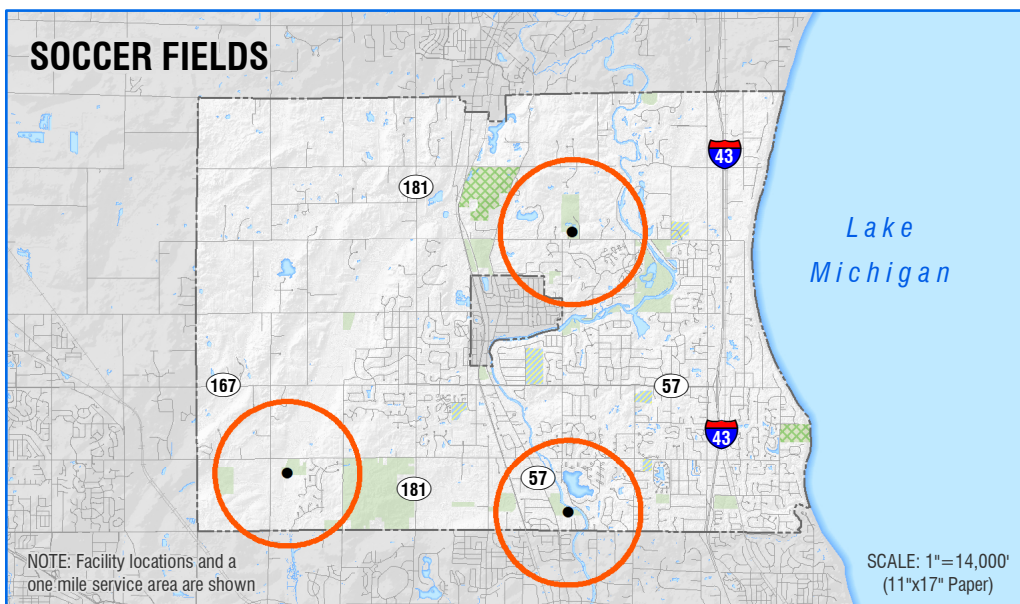 SOCCER FIELDS
43
181
Lake
Michigan
167
57
43
57
181
NOTE: Facility locations and a
one mile service area are shown
SCALE: 1"=14,000'
(11"x17" Paper)